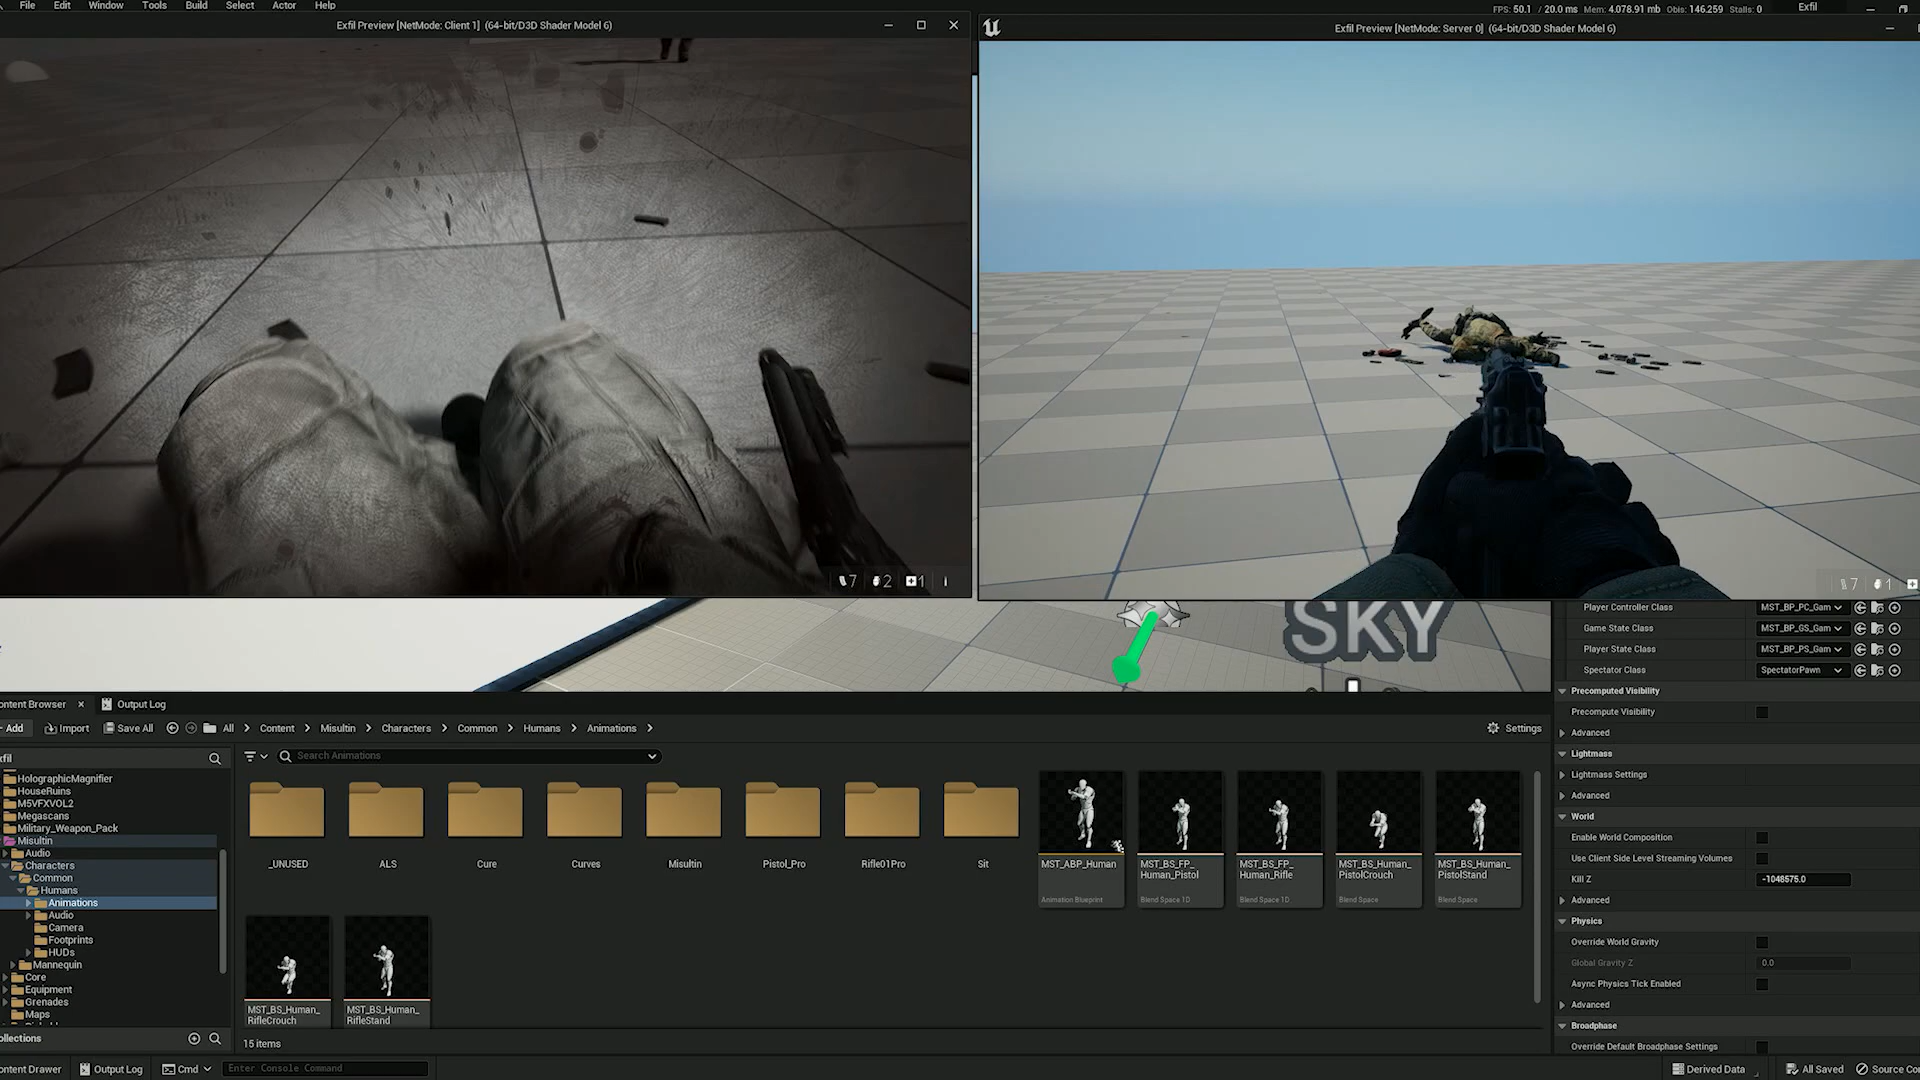 File Edit Window Tools Build Select Actor Help
FPS: 50.1 / 20.0 ms Mem: 4,078.91 mb Objs: 146,259 Stalls: 0 Exfil
Exfil Preview [NetMode: Client 1] (64-bit/D3D Shader Model 6)
Exfil Preview [NetMode: Server 0] (64-bit/D3D Shader Model 6)
7 2 1
7 1
SKY
Player Controller Class MST_BP_PC_Gam
Game State Class MST_BP_GS_Gam
Player State Class MST_BP_PS_Gam
Spectator Class SpectatorPawn
Precomputed Visibility
Precompute Visibility
Advanced
Lightmass
Lightmass Settings
Advanced
World
Enable World Composition
Use Client Side Level Streaming Volumes
Kill Z -1048575.0
Advanced
Physics
Override World Gravity
Global Gravity Z 0.0
Async Physics Tick Enabled
Advanced
Broadphase
Override Default Broadphase Settings
ontent Browser Output Log
Add Import Save All All Content Misultin Characters Common Humans Animations Settings
xfil
Search Animations
HolographicMagnifier
HouseRuins
M5VFXVOL2
Megascans
Military_Weapon_Pack
Misultin
Audio
Characters
Common
Humans
Animations
Audio
Camera
Footprints
HUDs
Mannequin
Core
Equipment
Grenades
Maps
ollections
_UNUSED
ALS
Cure
Curves
Misultin
Pistol_Pro
Rifle01Pro
Sit
MST_ABP_Human
Animation Blueprint
MST_BS_FP_
Human_Pistol
Blend Space 1D
MST_BS_FP_
Human_Rifle
Blend Space 1D
MST_BS_Human_
PistolCrouch
Blend Space
MST_BS_Human_
PistolStand
Blend Space
MST_BS_Human_
RifleCrouch
MST_BS_Human_
RifleStand
15 items
ontent Drawer Output Log Cmd Enter Console Command
Derived Data All Saved Source Co